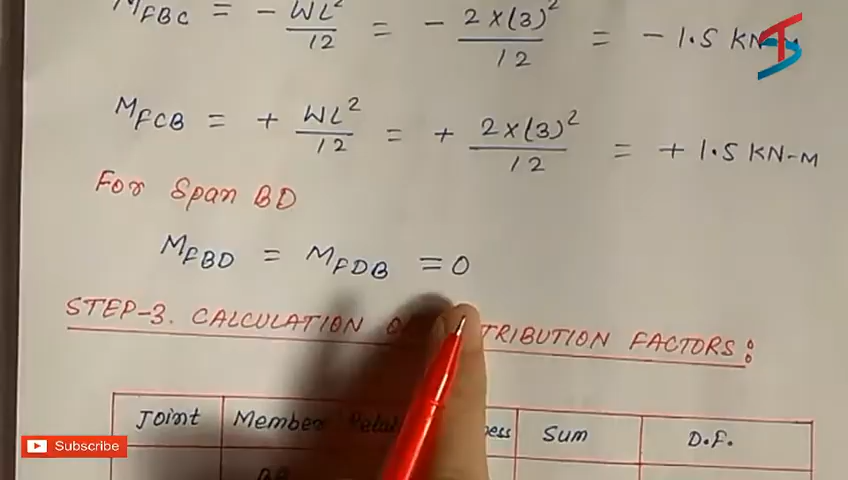 MFBC = - WL²/12 = - 2×(3)²/12 = - 1.5 KN-M
MFCB = + WL²/12 = + 2×(3)²/12 = + 1.5 KN-M
For Span BD
MFBD = MFDB = 0
STEP-3. CALCULATION TRIBUTION FACTORS:
Joint Member Sum D.F.
Subscribe